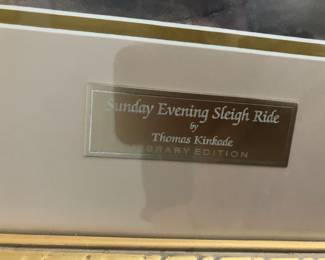 Sunday Evening Sleigh Ride
by
Thomas Kinkade
LIBRARY EDITION